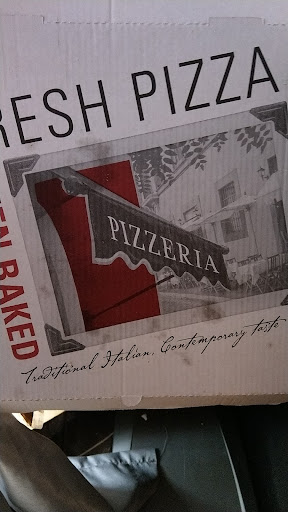 RESH PIZZA
EN BAKED
PIZZERIA
Traditional Italian, Contemporary taste